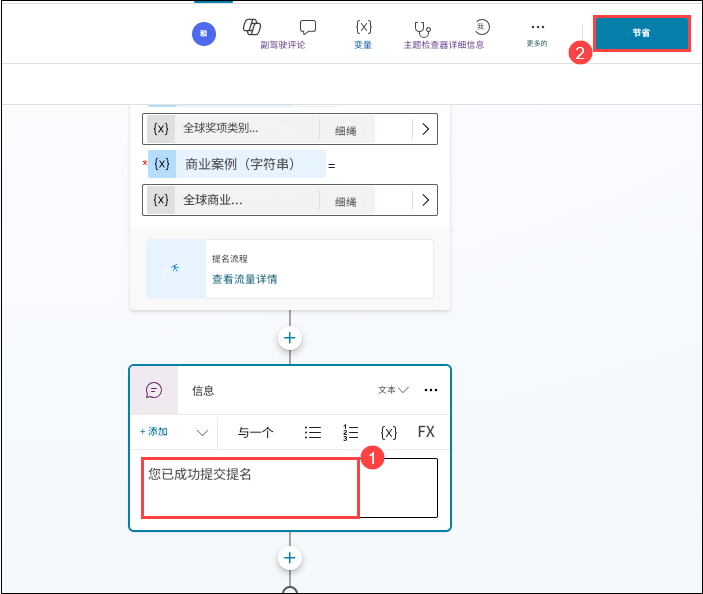 和
我
副驾驶评论
{x}
变量
主题检查器详细信息
更多的
2
节省
{x} 全球奖项类别... 细绳
* {x} 商业案例（字符串） =
{x} 全球商业... 细绳
提名流程
查看流量详情
信息 文本
+ 添加 与一个 {x} FX
1
您已成功提交提名